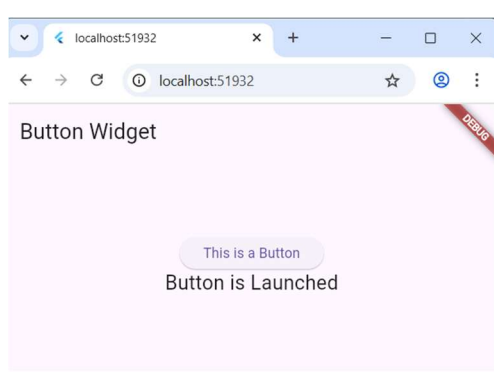 localhost:51932
localhost:51932
Button Widget
DEBUG
This is a Button
Button is Launched